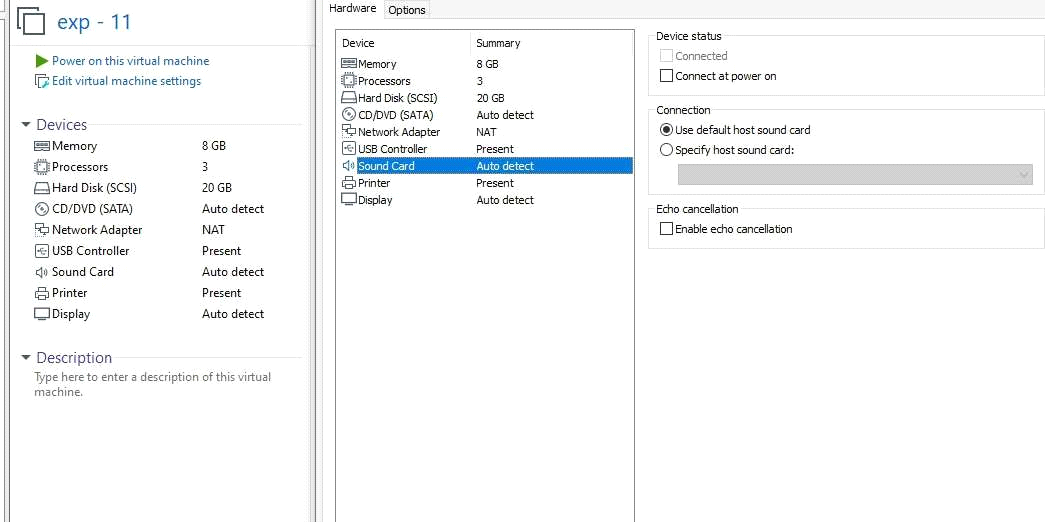 exp - 11
Power on this virtual machine
Edit virtual machine settings
Devices
Memory 8 GB
Processors 3
Hard Disk (SCSI) 20 GB
CD/DVD (SATA) Auto detect
Network Adapter NAT
USB Controller Present
Sound Card Auto detect
Printer Present
Display Auto detect
Description
Type here to enter a description of this virtual
machine.
Hardware Options
Device Summary
Memory 8 GB
Processors 3
Hard Disk (SCSI) 20 GB
CD/DVD (SATA) Auto detect
Network Adapter NAT
USB Controller Present
Sound Card Auto detect
Printer Present
Display Auto detect
Device status
Connected
Connect at power on
Connection
Use default host sound card
Specify host sound card:
Echo cancellation
Enable echo cancellation